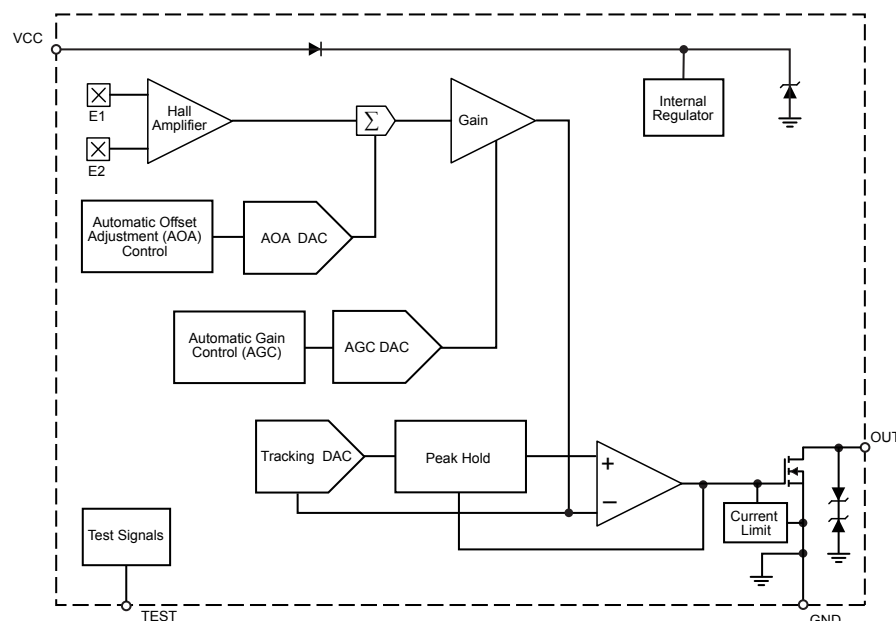 VCC
E1
E2
Hall
Amplifier
Σ
Gain
Internal
Regulator
Automatic Offset
Adjustment (AOA)
Control
AOA DAC
Automatic Gain
Control (AGC)
AGC DAC
Tracking DAC
Peak Hold
+
−
OUT
Current
Limit
Test Signals
TEST
GND